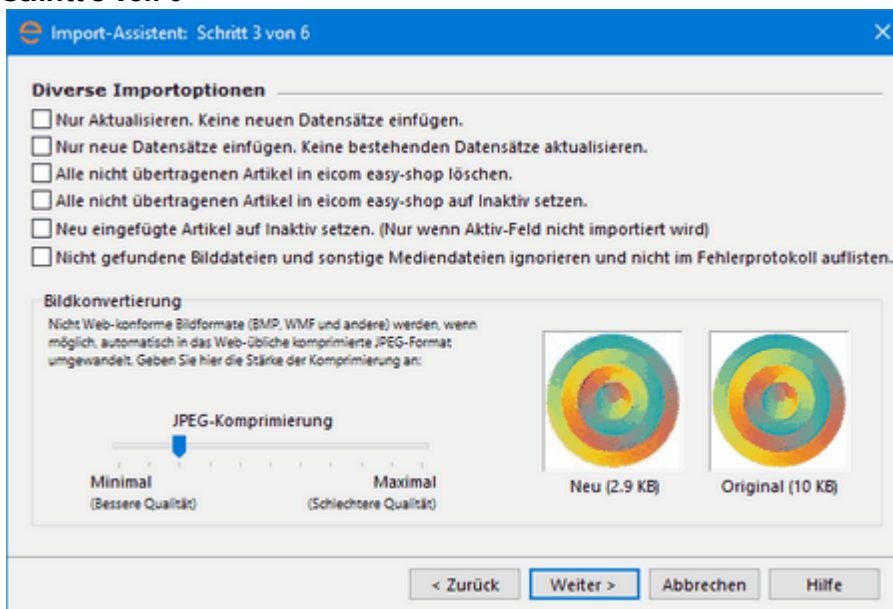 Import-Assistent: Schritt 3 von 6
Diverse Importoptionen
Nur Aktualisieren. Keine neuen Datensätze einfügen.
Nur neue Datensätze einfügen. Keine bestehenden Datensätze aktualisieren.
Alle nicht übertragenen Artikel in eicom easy-shop löschen.
Alle nicht übertragenen Artikel in eicom easy-shop auf Inaktiv setzen.
Neu eingefügte Artikel auf Inaktiv setzen. (Nur wenn Aktiv-Feld nicht importiert wird)
Nicht gefundene Bilddateien und sonstige Mediendateien ignorieren und nicht im Fehlerprotokoll auflisten.
Bildkonvertierung
Nicht Web-konforme Bildformate (BMP, WMF und andere) werden, wenn
möglich, automatisch in das Web-übliche komprimierte JPEG-Format
umgewandelt. Geben Sie hier die Stärke der Komprimierung an:
JPEG-Komprimierung
Minimal
Maximal
(Bessere Qualität)
(Schlechtere Qualität)
Neu (2.9 KB)
Original (10 KB)
< Zurück
Weiter >
Abbrechen
Hilfe